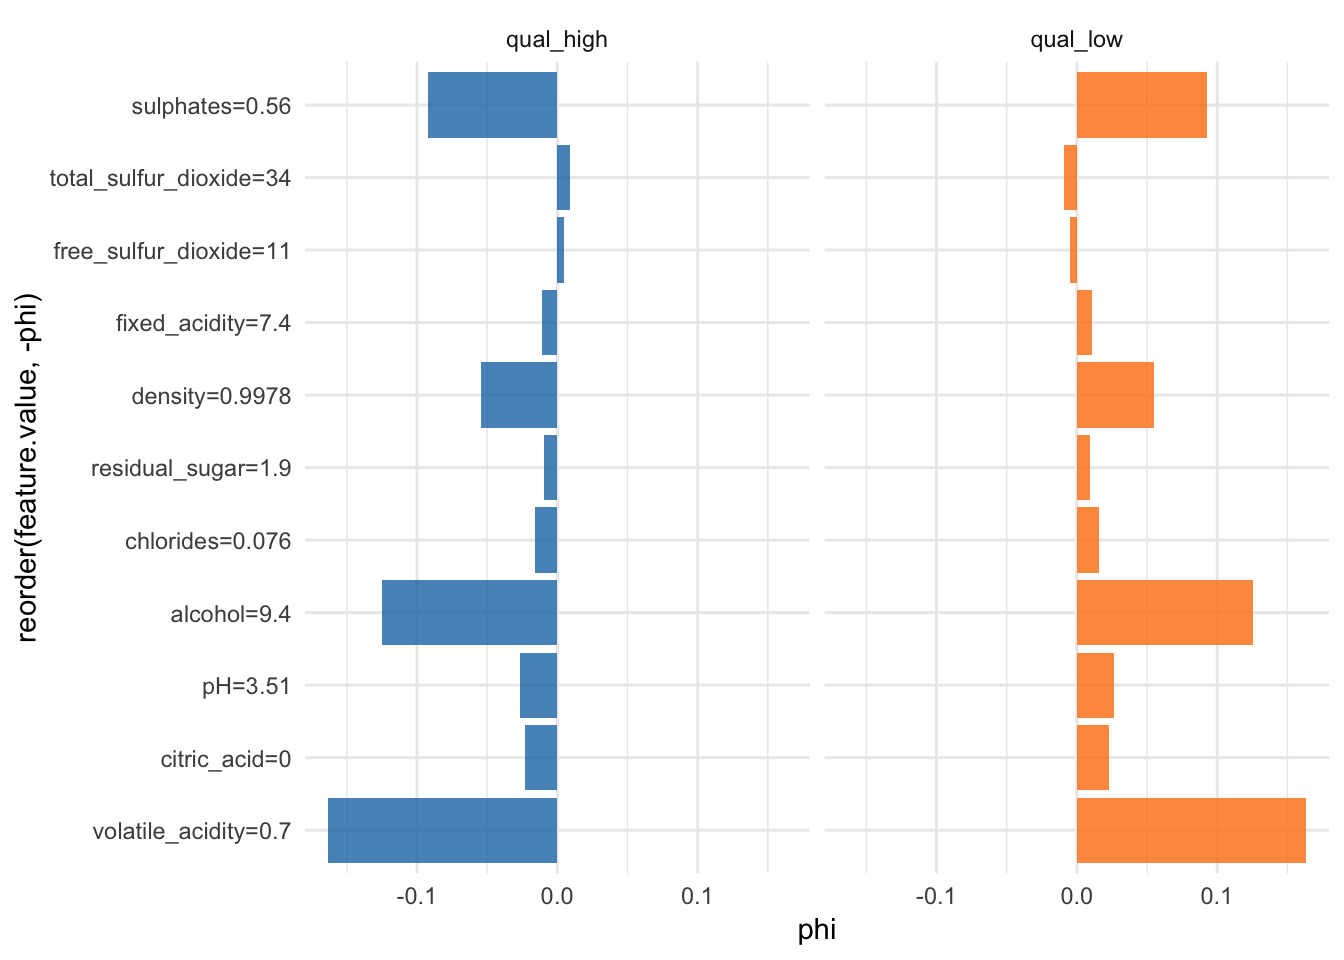 qual_high
qual_low
sulphates=0.56
total_sulfur_dioxide=34
free_sulfur_dioxide=11
fixed_acidity=7.4
density=0.9978
residual_sugar=1.9
chlorides=0.076
alcohol=9.4
pH=3.51
citric_acid=0
volatile_acidity=0.7
reorder(feature.value, -phi)
-0.1 0.0 0.1
-0.1 0.0 0.1
phi